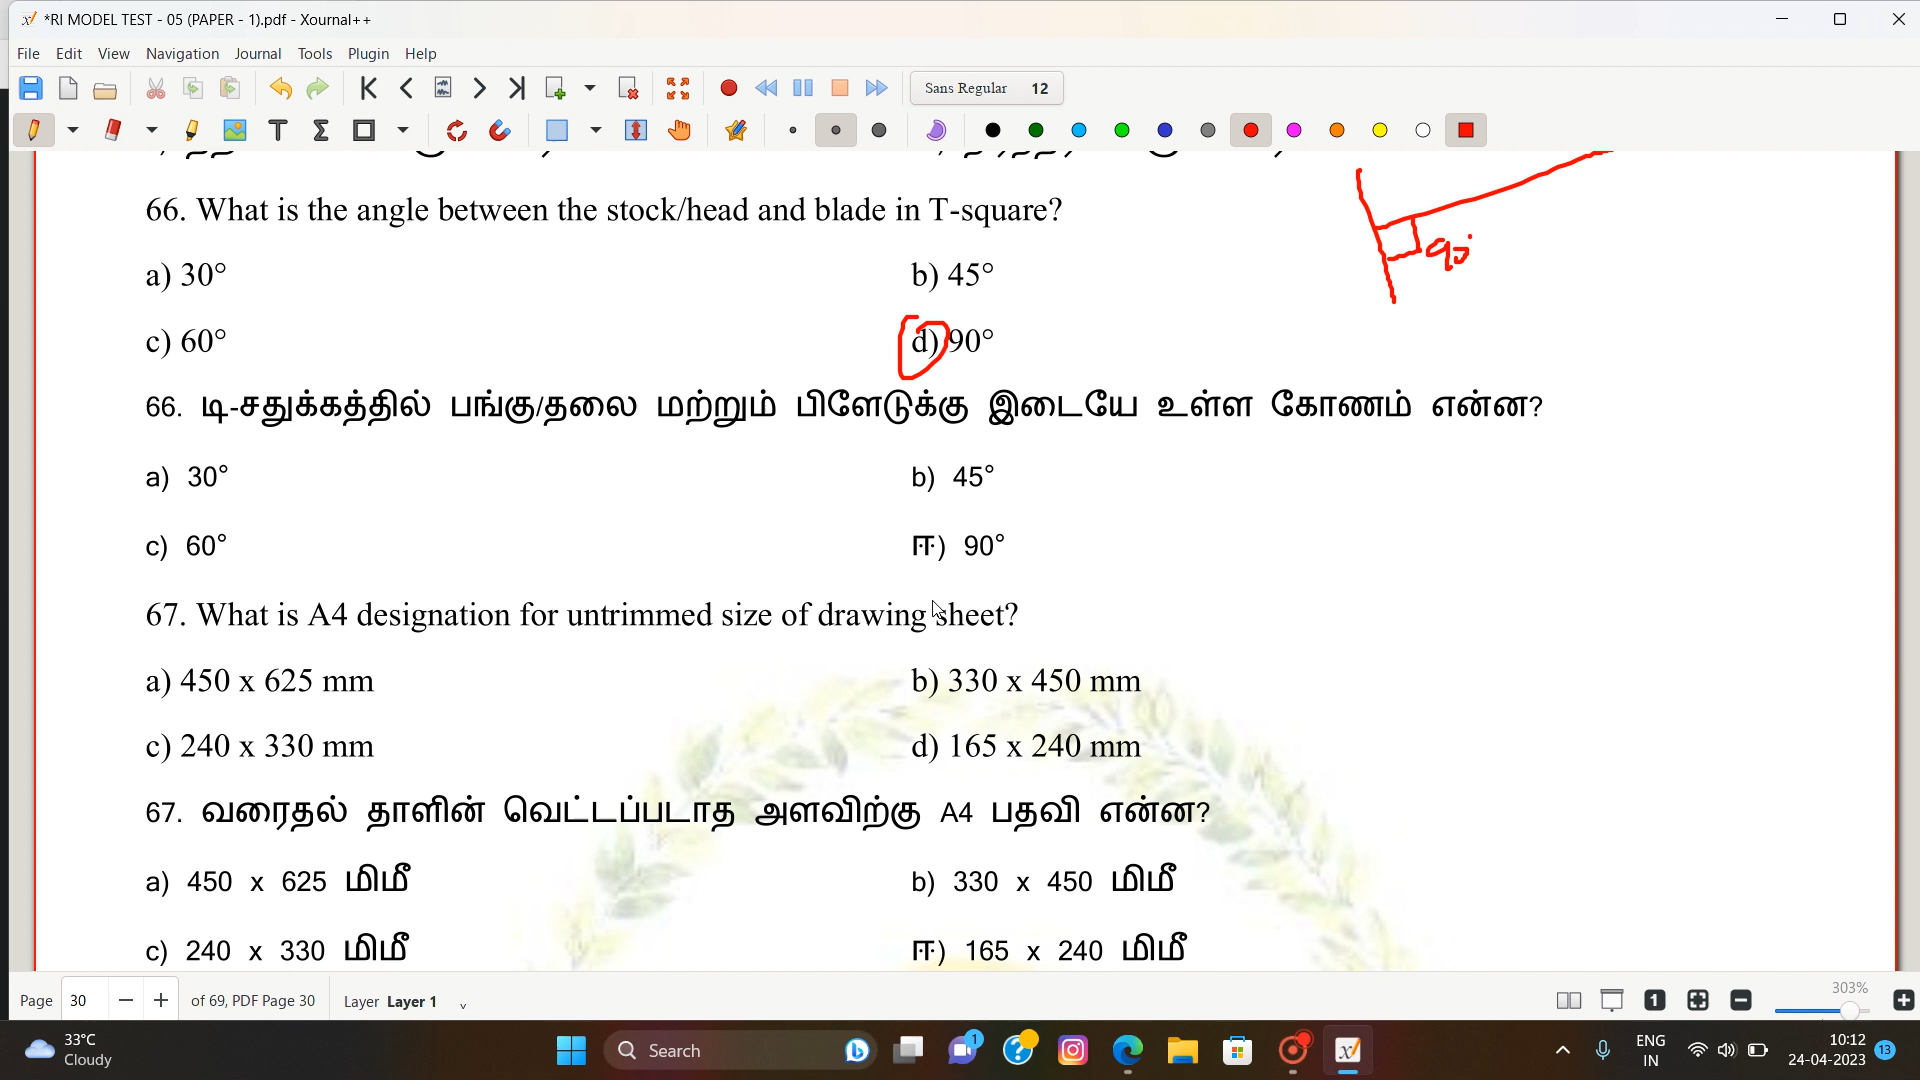 *RI MODEL TEST - 05 (PAPER - 1).pdf - Xournal++
File Edit View Navigation Journal Tools Plugin Help
Sans Regular 12
66. What is the angle between the stock/head and blade in T-square?
90°
a) 30° b) 45°
c) 60° d) 90°
66. டி-சதுக்கத்தில் பங்கு/தலை மற்றும் பிளேடுக்கு இடையே உள்ள கோணம் என்ன?
a) 30° b) 45°
c) 60° ஈ) 90°
67. What is A4 designation for untrimmed size of drawing sheet?
a) 450 x 625 mm b) 330 x 450 mm
c) 240 x 330 mm d) 165 x 240 mm
67. வரைதல் தாளின் வெட்டப்படாத அளவிற்கு A4 பதவி என்ன?
a) 450 x 625 மிமீ b) 330 x 450 மிமீ
c) 240 x 330 மிமீ ஈ) 165 x 240 மிமீ
Page 30 of 69, PDF Page 30 Layer Layer 1 303%
33°C
Cloudy
Search
1
ENG
IN
10:12
24-04-2023
13